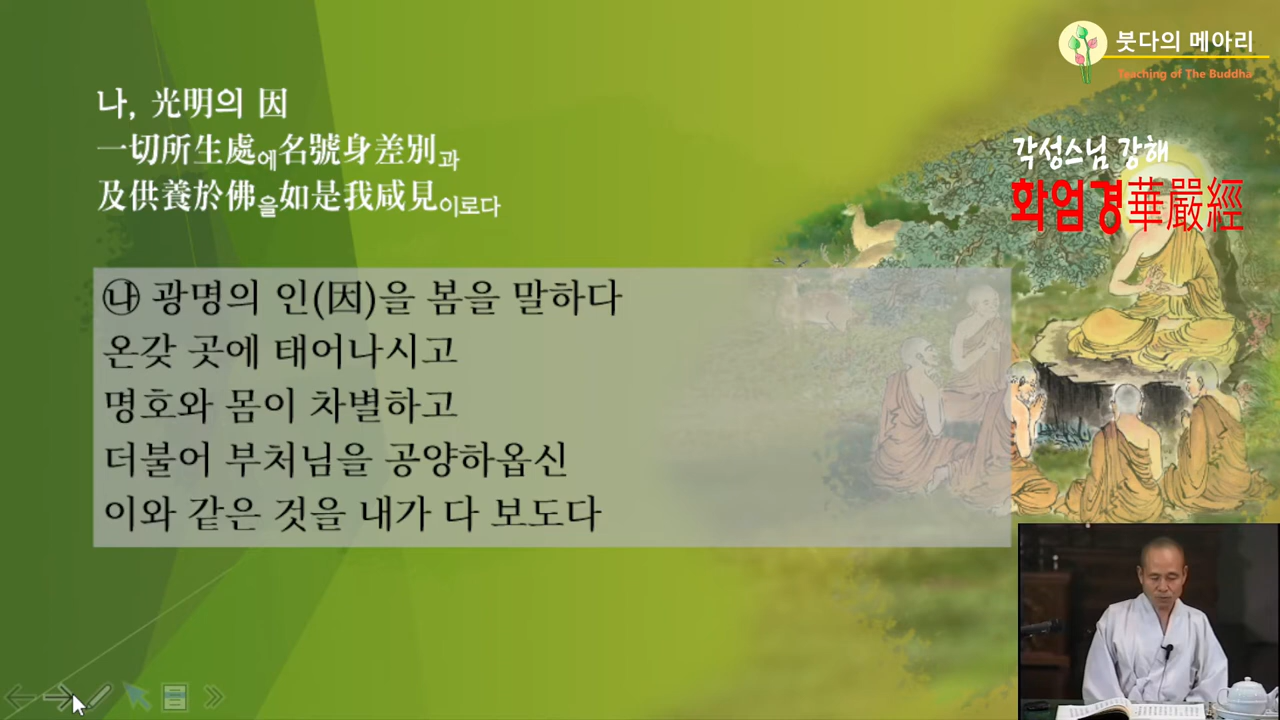 붓다의 메아리
Teaching of The Buddha
각성스님 강해
화엄경華嚴經
나, 光明의 因
一切所生處에名號身差別과
及供養於佛을如是我咸見이로다
㉯ 광명의 인(因)을 봄을 말하다
온갖 곳에 태어나시고
명호와 몸이 차별하고
더불어 부처님을 공양하옵신
이와 같은 것을 내가 다 보도다